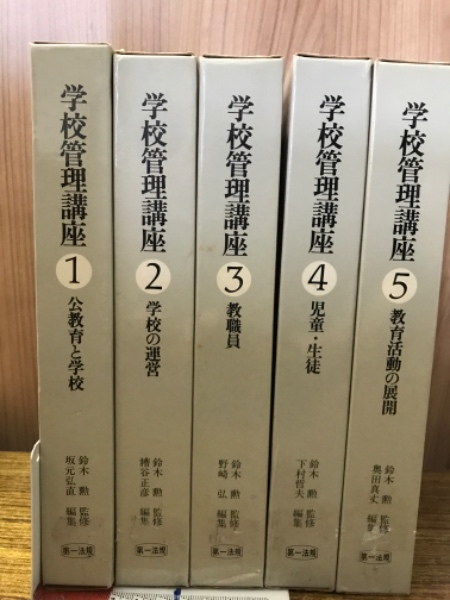 学校管理講座
1
公教育と学校
鈴木 勲 監修
坂元弘直 編集
第一法規
学校管理講座
2
学校の運営
鈴木 勲 監修
糟谷正彦 編集
第一法規
学校管理講座
3
教職員
鈴木 勲 監修
野崎 弘 編集
第一法規
学校管理講座
4
児童・生徒
鈴木 勲 監修
下村哲夫 編集
第一法規
学校管理講座
5
教育活動の展開
鈴木 勲 監修
奥田真丈 編集
第一法規